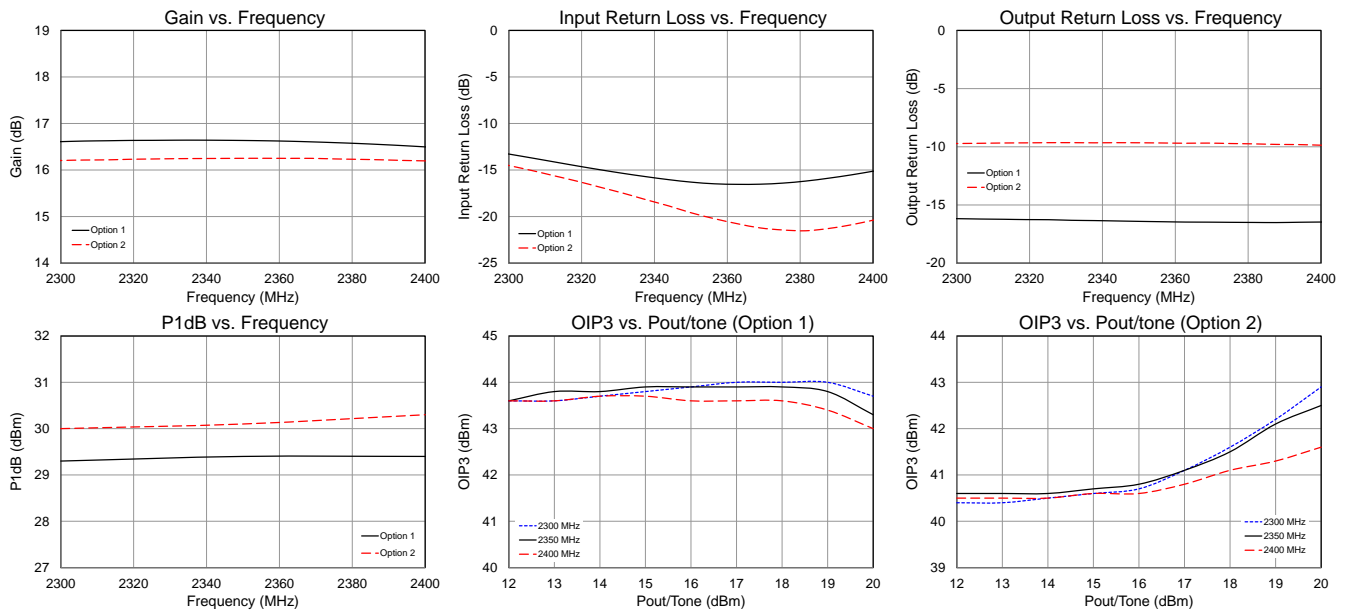 Gain vs. Frequency
19
18
17
16
15
14
Gain (dB)
Option 1
Option 2
2300
2320
2340
2360
2380
2400
Frequency (MHz)
Input Return Loss vs. Frequency
0
-5
-10
-15
-20
-25
Input Return Loss (dB)
Option 1
Option 2
2300
2320
2340
2360
2380
2400
Frequency (MHz)
Output Return Loss vs. Frequency
0
-5
-10
-15
-20
Output Return Loss (dB)
Option 1
Option 2
2300
2320
2340
2360
2380
2400
Frequency (MHz)
P1dB vs. Frequency
32
31
30
29
28
27
P1dB (dBm)
Option 1
Option 2
2300
2320
2340
2360
2380
2400
Frequency (MHz)
OIP3 vs. Pout/tone (Option 1)
45
44
43
42
41
40
OIP3 (dBm)
2300 MHz
2350 MHz
2400 MHz
12
13
14
15
16
17
18
19
20
Pout/Tone (dBm)
OIP3 vs. Pout/tone (Option 2)
44
43
42
41
40
39
OIP3 (dBm)
2300 MHz
2350 MHz
2400 MHz
12
13
14
15
16
17
18
19
20
Pout/Tone (dBm)